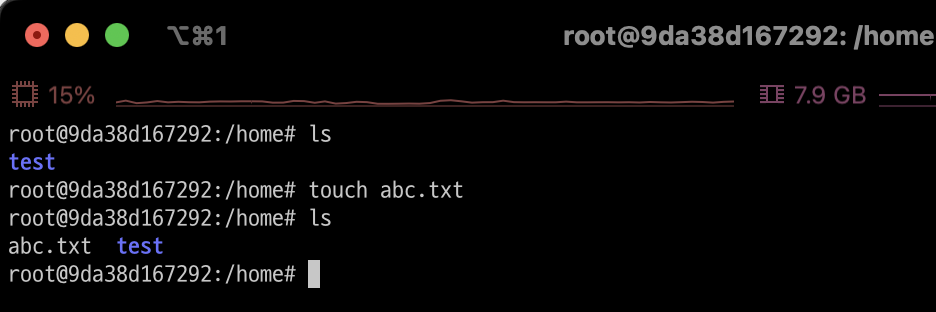 ⌥⌘1
root@9da38d167292: /home
15%
7.9 GB
root@9da38d167292:/home# ls
test
root@9da38d167292:/home# touch abc.txt
root@9da38d167292:/home# ls
abc.txt  test
root@9da38d167292:/home#